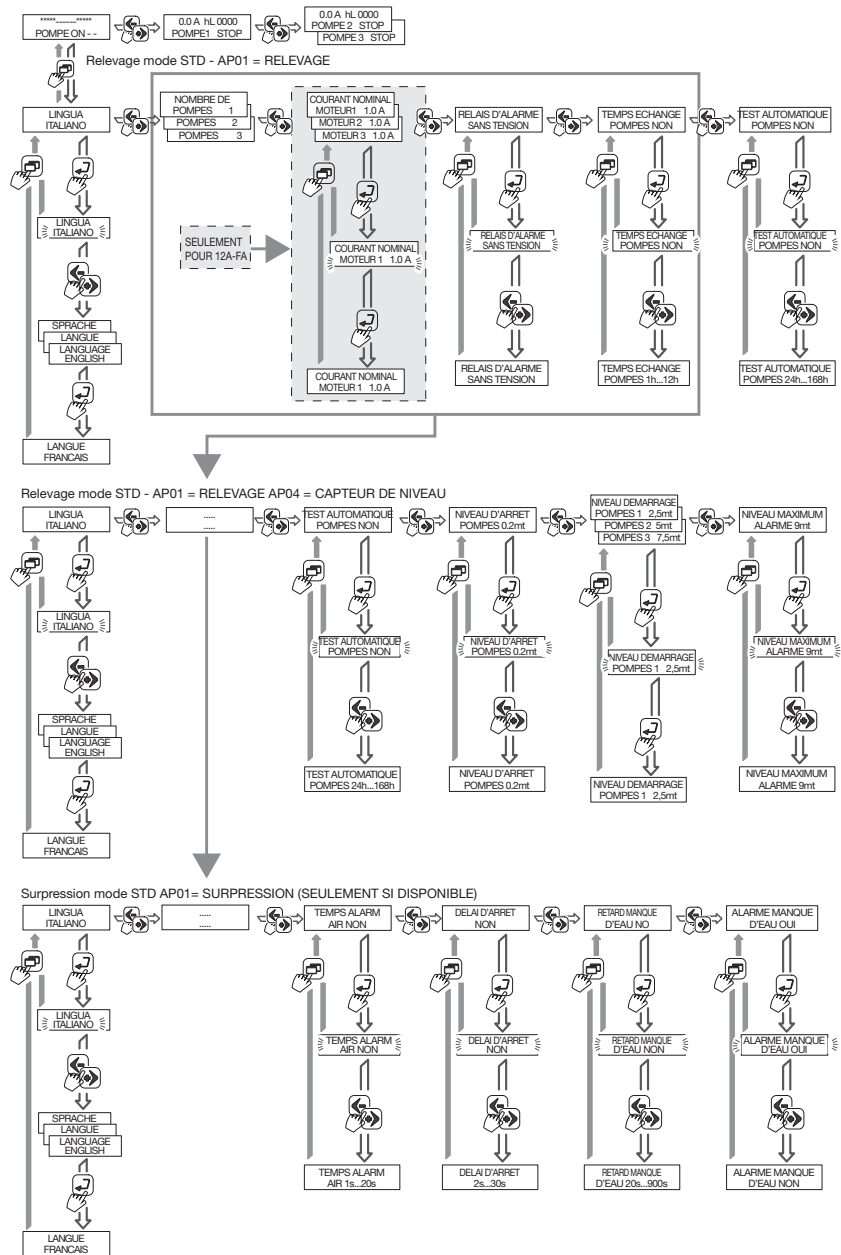 *****------*****
POMPE ON - -
0.0 A hL 0000
POMPE1 STOP
0.0 A hL 0000
POMPE 2 STOP
POMPE 3 STOP
Relevage mode STD - AP01 = RELEVAGE
LINGUA
ITALIANO
NOMBRE DE
POMPES 1
POMPES 2
POMPES 3
COURANT NOMINAL
MOTEUR1 1.0 A
MOTEUR 2 1.0 A
MOTEUR 3 1.0 A
RELAIS D'ALARME
SANS TENSION
TEMPS ECHANGE
POMPES NON
TEST AUTOMATIQUE
POMPES NON
LINGUA
ITALIANO
SEULEMENT
POUR 12A-FA
COURANT NOMINAL
MOTEUR 1 1.0 A
RELAIS D'ALARME
SANS TENSION
TEMPS ECHANGE
POMPES NON
TEST AUTOMATIQUE
POMPES NON
SPRACHE
LANGUE
LANGUAGE
ENGLISH
COURANT NOMINAL
MOTEUR 1 1.0 A
RELAIS D'ALARME
SANS TENSION
TEMPS ECHANGE
POMPES 1h...12h
TEST AUTOMATIQUE
POMPES 24h...168h
LANGUE
FRANCAIS
Relevage mode STD - AP01 = RELEVAGE AP04 = CAPTEUR DE NIVEAU
LINGUA
ITALIANO
.....
.....
TEST AUTOMATIQUE
POMPES NON
NIVEAU D'ARRET
POMPES 0.2mt
NIVEAU DEMARRAGE
POMPES 1 2,5mt
POMPES 2 5mt
POMPES 3 7,5mt
NIVEAU MAXIMUM
ALARME 9mt
LINGUA
ITALIANO
TEST AUTOMATIQUE
POMPES NON
NIVEAU D'ARRET
POMPES 0.2mt
NIVEAU DEMARRAGE
POMPES 1 2,5mt
NIVEAU MAXIMUM
ALARME 9mt
SPRACHE
LANGUE
LANGUAGE
ENGLISH
TEST AUTOMATIQUE
POMPES 24h...168h
NIVEAU D'ARRET
POMPES 0.2mt
NIVEAU DEMARRAGE
POMPES 1 2,5mt
NIVEAU MAXIMUM
ALARME 9mt
LANGUE
FRANCAIS
Surpression mode STD AP01= SURPRESSION (SEULEMENT SI DISPONIBLE)
LINGUA
ITALIANO
.....
.....
TEMPS ALARM
AIR NON
DELAI D'ARRET
NON
RETARD MANQUE
D'EAU NO
ALARME MANQUE
D'EAU OUI
LINGUA
ITALIANO
TEMPS ALARM
AIR NON
DELAI D'ARRET
NON
RETARD MANQUE
D'EAU NON
ALARME MANQUE
D'EAU OUI
SPRACHE
LANGUE
LANGUAGE
ENGLISH
TEMPS ALARM
AIR 1s...20s
DELAI D'ARRET
2s...30s
RETARD MANQUE
D'EAU 20s...900s
ALARME MANQUE
D'EAU NON
LANGUE
FRANCAIS